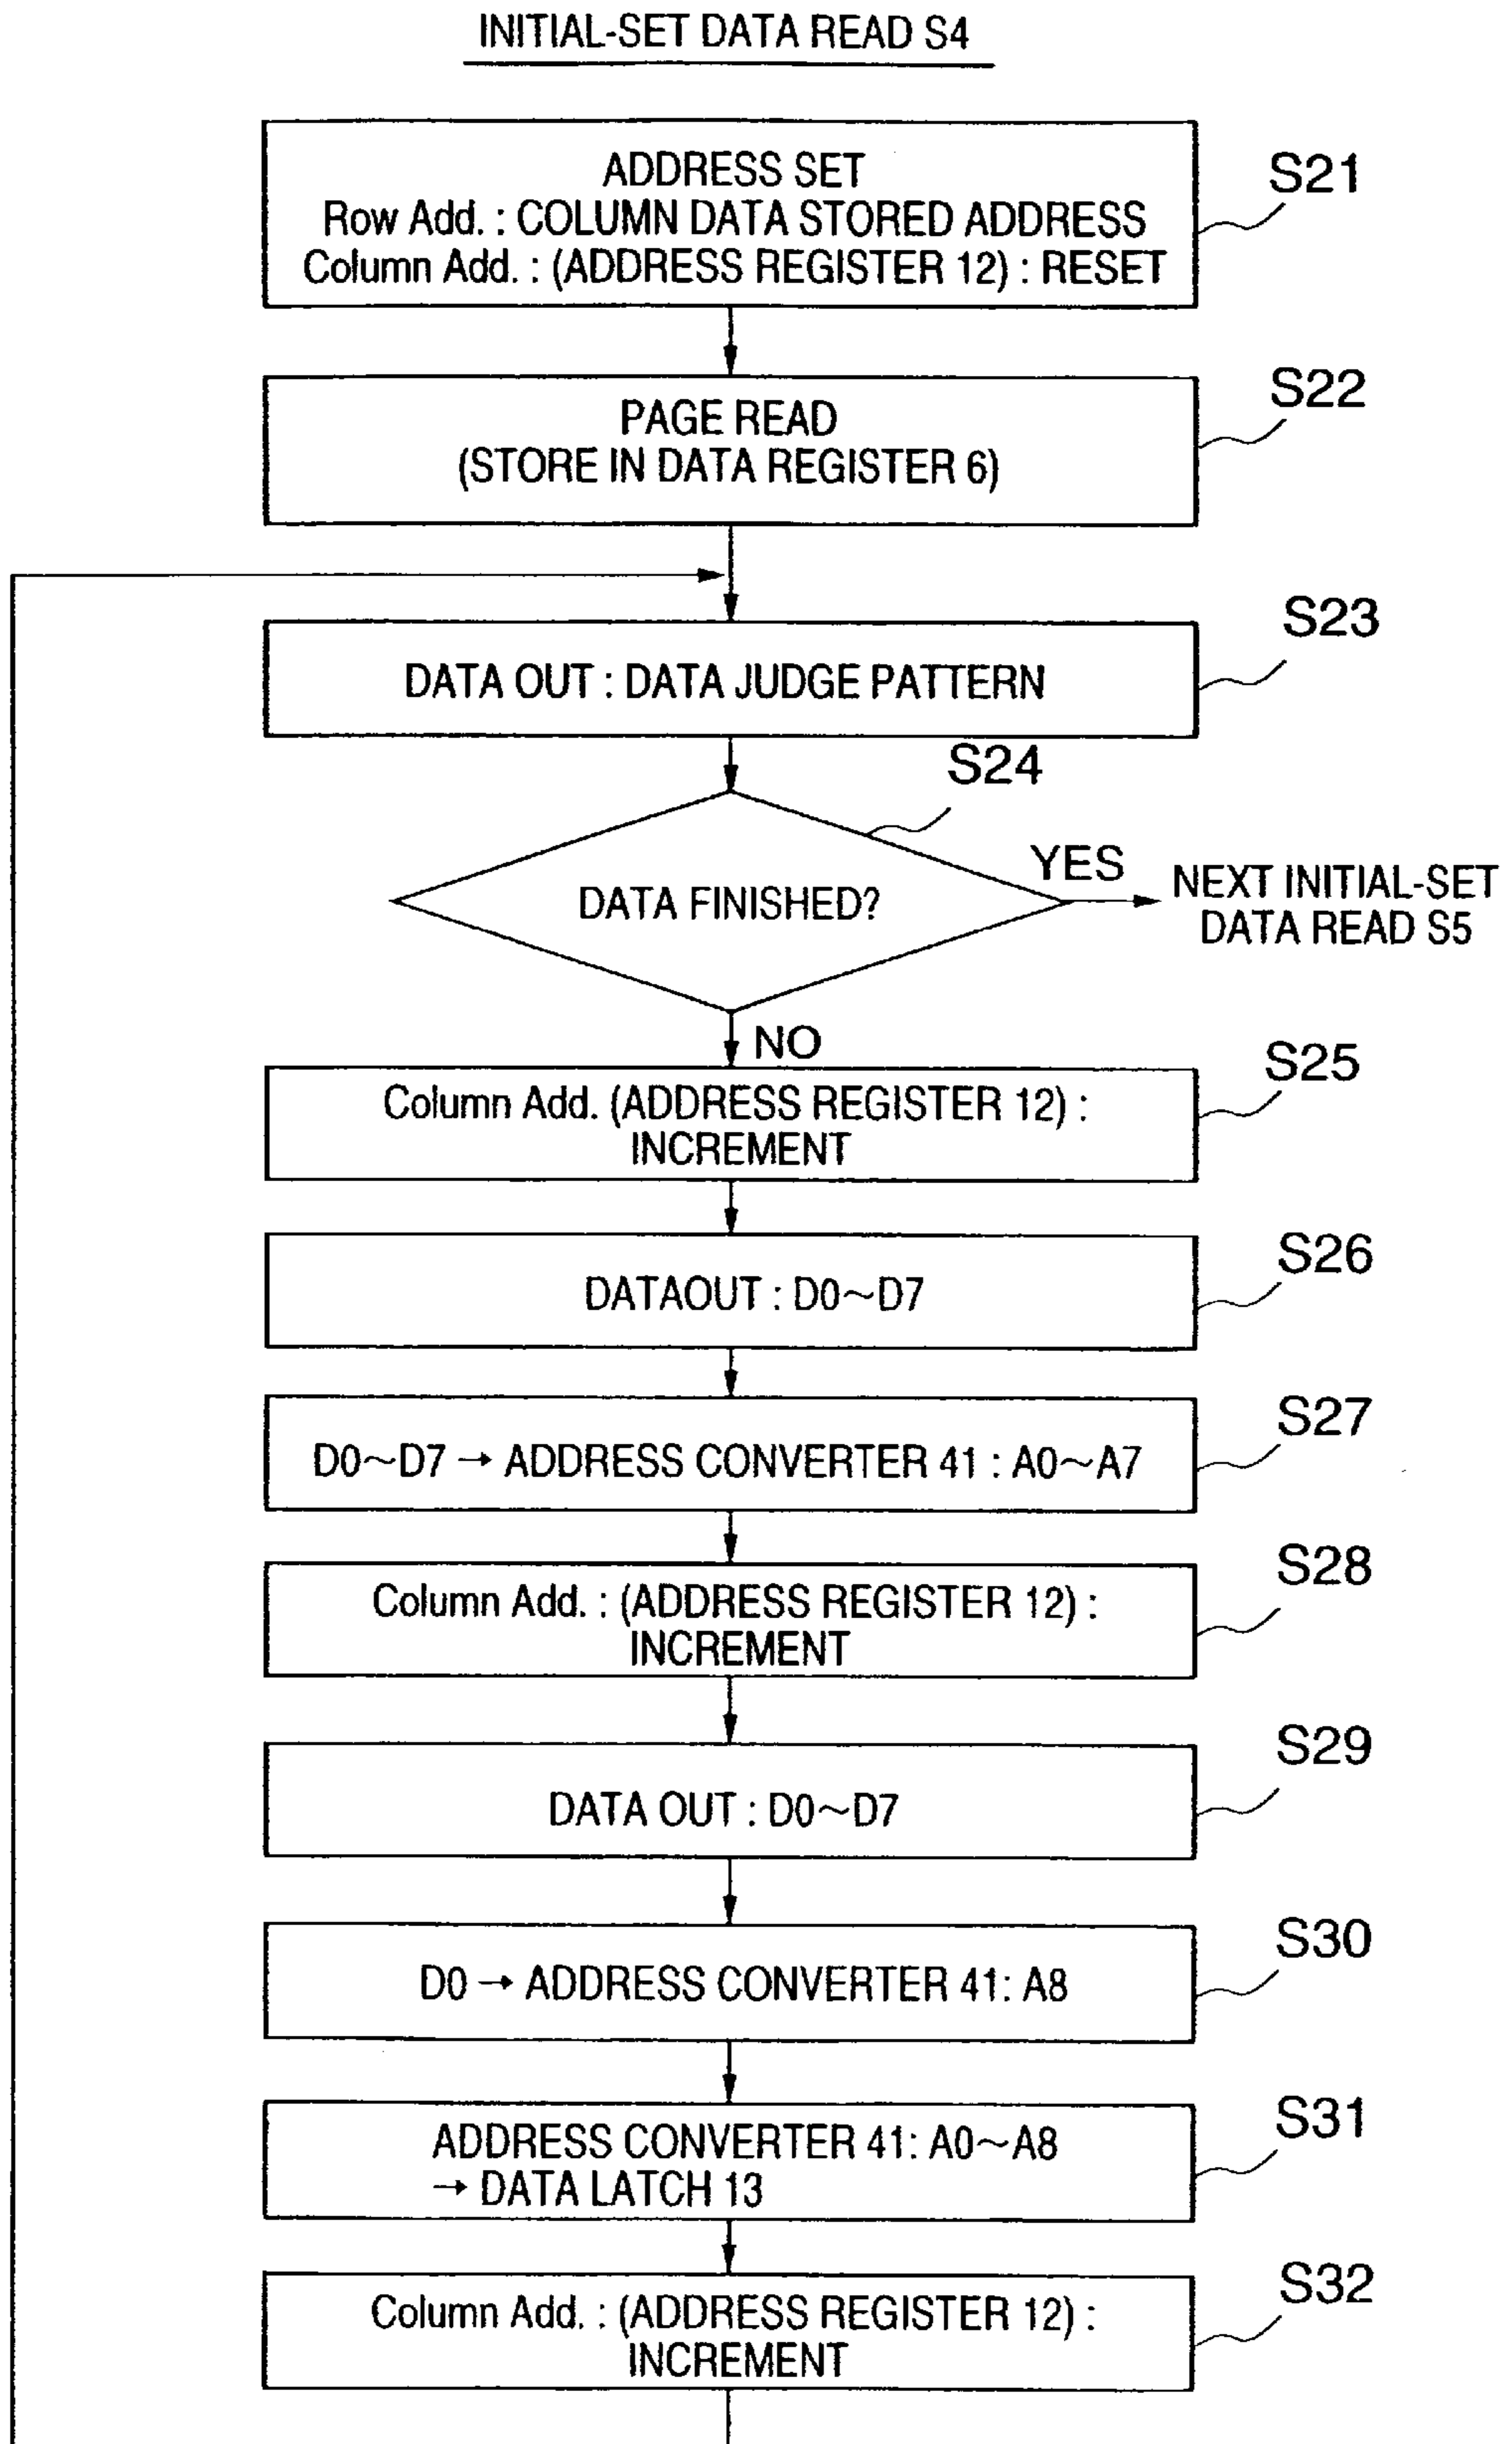 INITIAL-SET DATA READ S4
ADDRESS SET
Row Add. : COLUMN DATA STORED ADDRESS
Column Add. : (ADDRESS REGISTER 12) : RESET
S21
PAGE READ
(STORE IN DATA REGISTER 6)
S22
DATA OUT : DATA JUDGE PATTERN
S23
S24
DATA FINISHED?
YES
NEXT INITIAL-SET
DATA READ S5
NO
Column Add. (ADDRESS REGISTER 12) :
INCREMENT
S25
DATAOUT : D0~D7
S26
D0~D7 → ADDRESS CONVERTER 41 : A0~A7
S27
Column Add. : (ADDRESS REGISTER 12) :
INCREMENT
S28
DATA OUT : D0~D7
S29
D0 → ADDRESS CONVERTER 41: A8
S30
ADDRESS CONVERTER 41: A0~A8
→ DATA LATCH 13
S31
Column Add. : (ADDRESS REGISTER 12) :
INCREMENT
S32